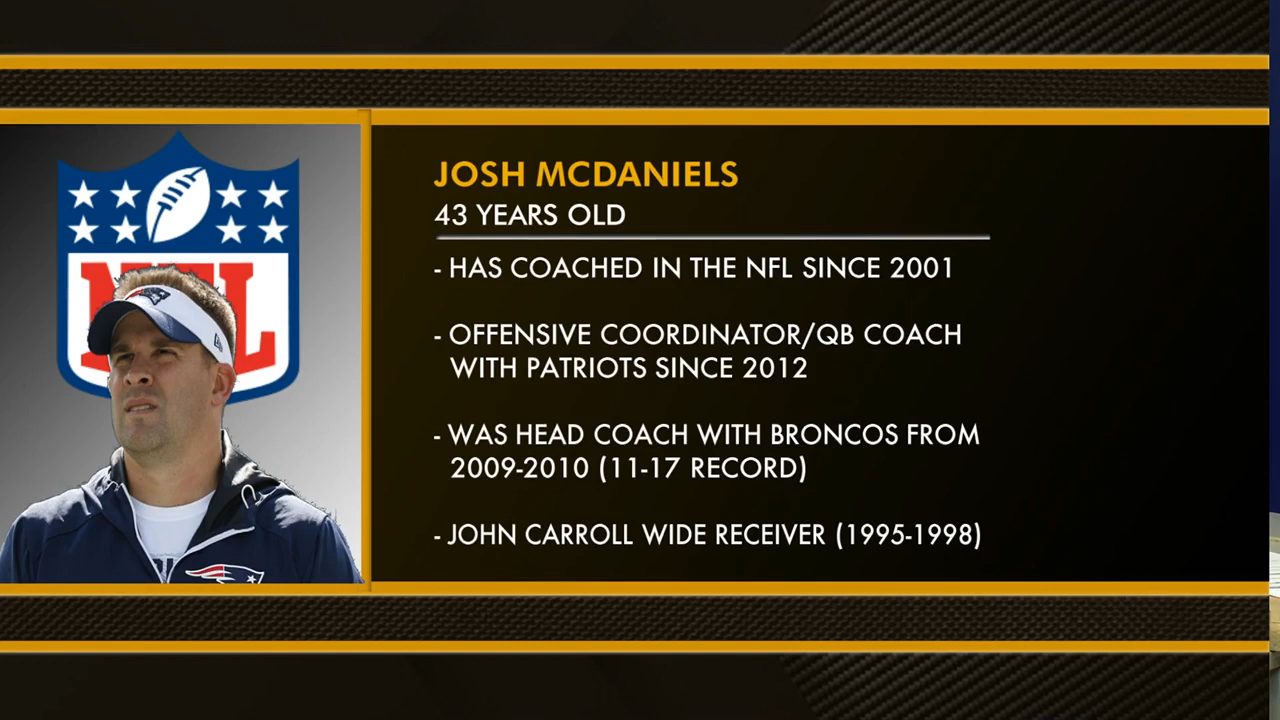 NFL
JOSH MCDANIELS
43 YEARS OLD
- HAS COACHED IN THE NFL SINCE 2001
- OFFENSIVE COORDINATOR/QB COACH
WITH PATRIOTS SINCE 2012
- WAS HEAD COACH WITH BRONCOS FROM
2009-2010 (11-17 RECORD)
- JOHN CARROLL WIDE RECEIVER (1995-1998)